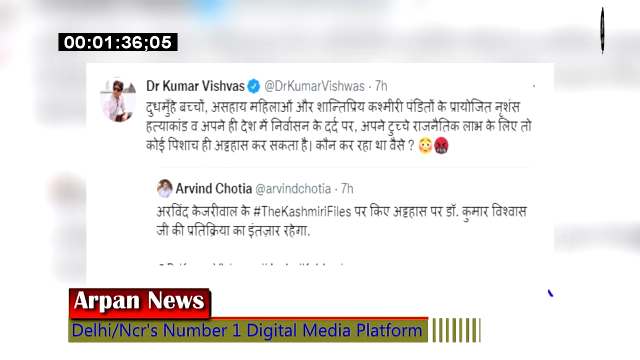 00:01:36;05
Dr Kumar Vishvas @DrKumarVishwas · 7h
दुधमुँहे बच्चों, असहाय महिलाओं और शान्तिप्रिय कश्मीरी पंडितों के प्रायोजित नृशंस
हत्याकांड व अपने ही देश में निर्वासन के दर्द पर, अपने टुच्चे राजनैतिक लाभ के लिए तो
कोई पिशाच ही अट्टहास कर सकता है। कौन कर रहा था वैसे ? 😳🤬
Arvind Chotia @arvindchotia · 7h
अरविंद केजरीवाल के #TheKashmiriFiles पर किए अट्टहास पर डॉ. कुमार विश्वास
जी की प्रतिक्रिया का इंतज़ार रहेगा.
Arpan News
Delhi/Ncr's Number 1 Digital Media Platform